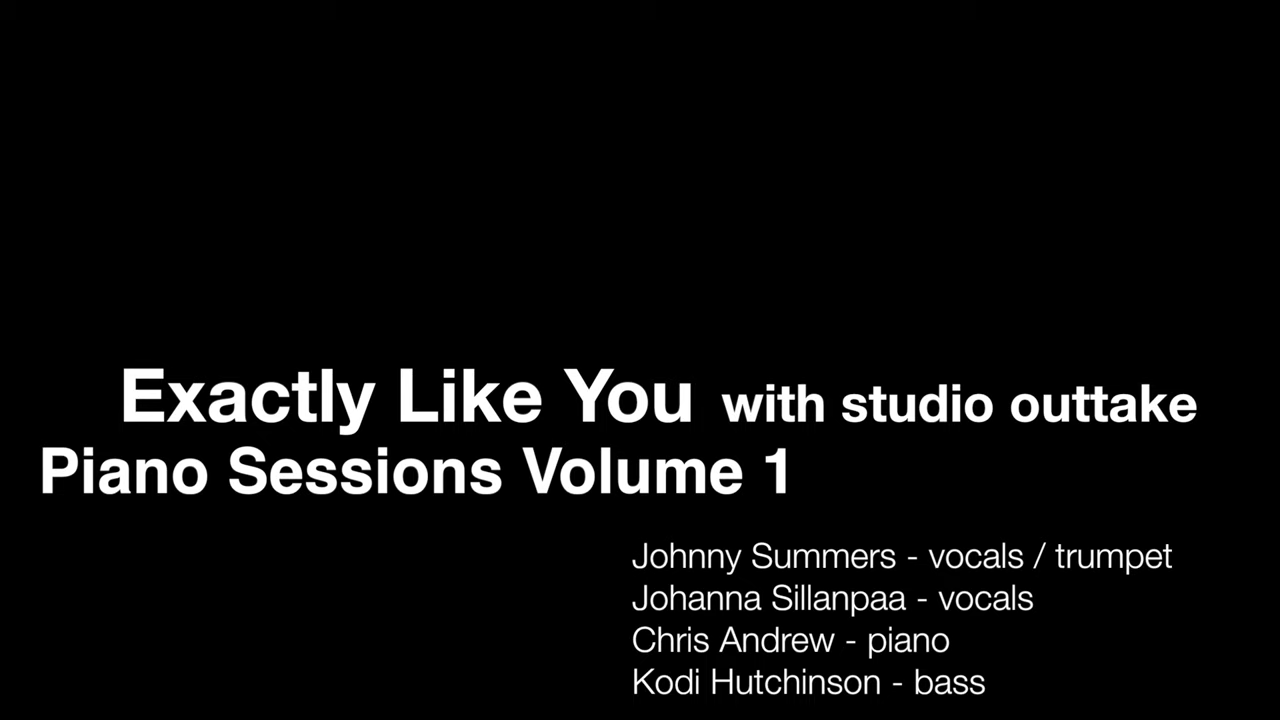 Exactly Like You with studio outtake
Piano Sessions Volume 1
Johnny Summers - vocals / trumpet
Johanna Sillanpaa - vocals
Chris Andrew - piano
Kodi Hutchinson - bass